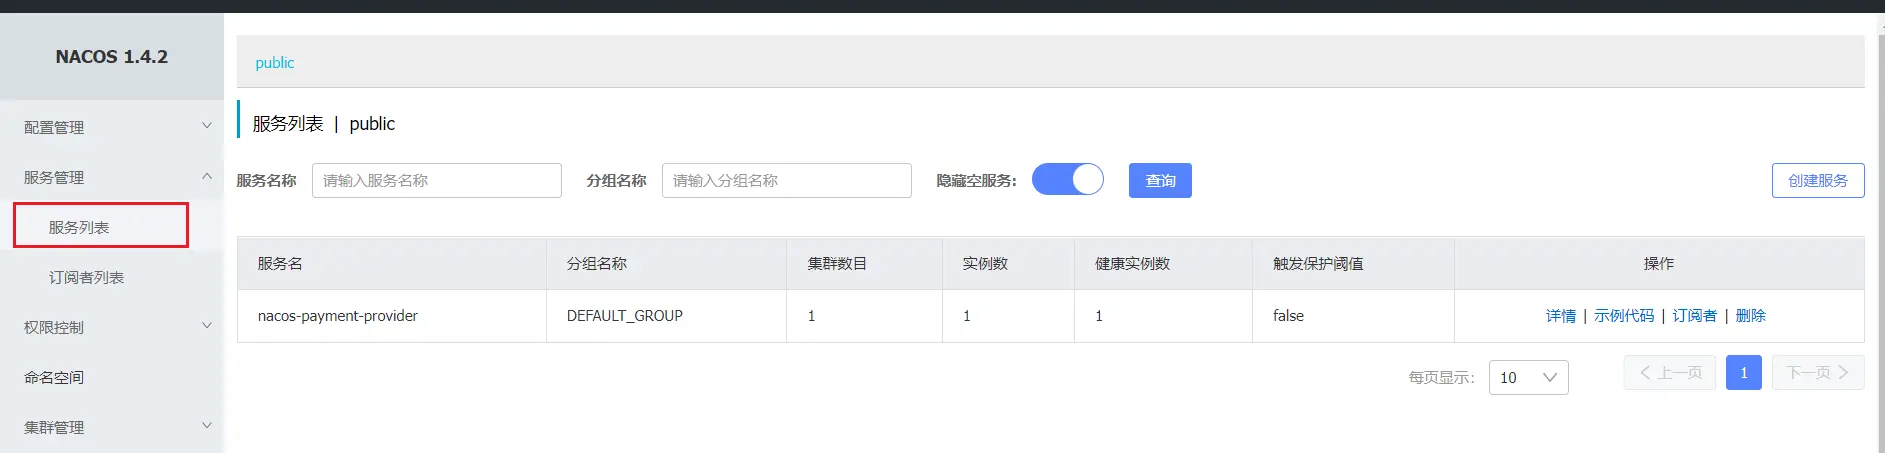 NACOS 1.4.2
配置管理
服务管理
服务列表
订阅者列表
权限控制
命名空间
集群管理
public
服务列表 | public
服务名称 请输入服务名称 分组名称 请输入分组名称 隐藏空服务: 查询 创建服务
服务名 分组名称 集群数目 实例数 健康实例数 触发保护阈值 操作
nacos-payment-provider DEFAULT_GROUP 1 1 1 false 详情 | 示例代码 | 订阅者 | 删除
每页显示: 10 上一页 1 下一页